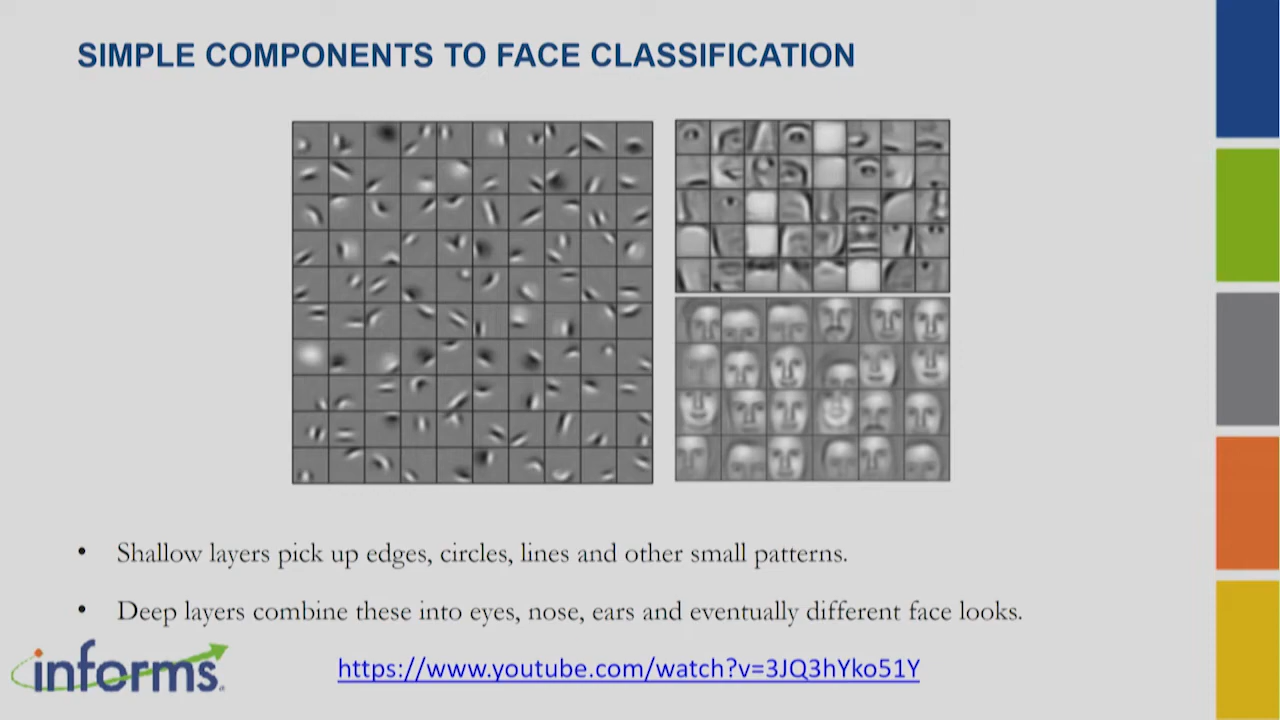 SIMPLE COMPONENTS TO FACE CLASSIFICATION
• Shallow layers pick up edges, circles, lines and other small patterns.
• Deep layers combine these into eyes, nose, ears and eventually different face looks.
informs
https://www.youtube.com/watch?v=3JQ3hYko51Y